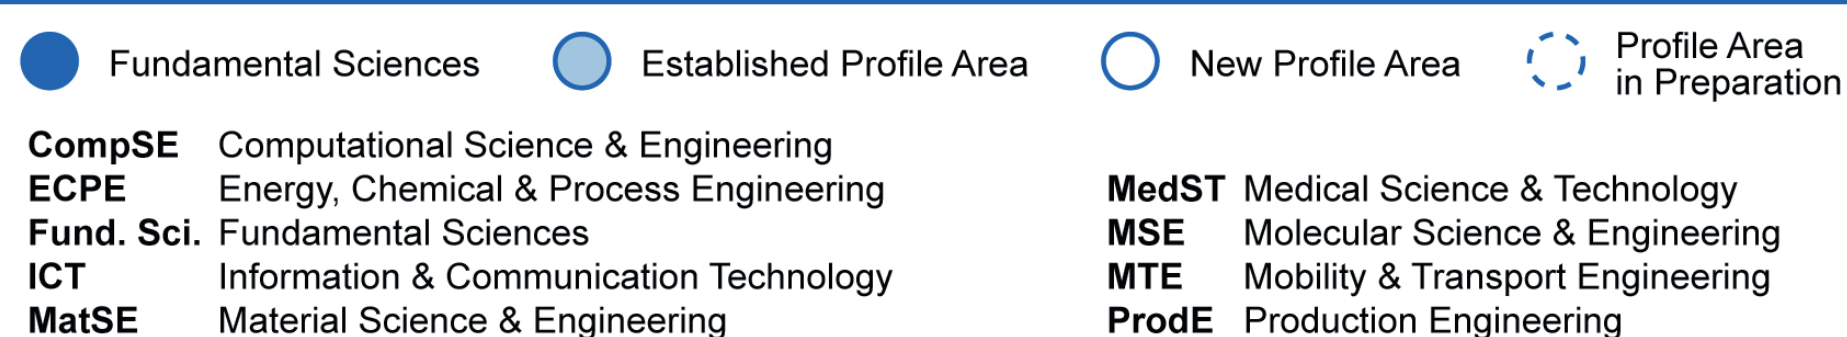 Fundamental Sciences
Established Profile Area
New Profile Area
Profile Area
in Preparation
CompSE Computational Science & Engineering
ECPE Energy, Chemical & Process Engineering
Fund. Sci. Fundamental Sciences
ICT Information & Communication Technology
MatSE Material Science & Engineering
MedST Medical Science & Technology
MSE Molecular Science & Engineering
MTE Mobility & Transport Engineering
ProdE Production Engineering